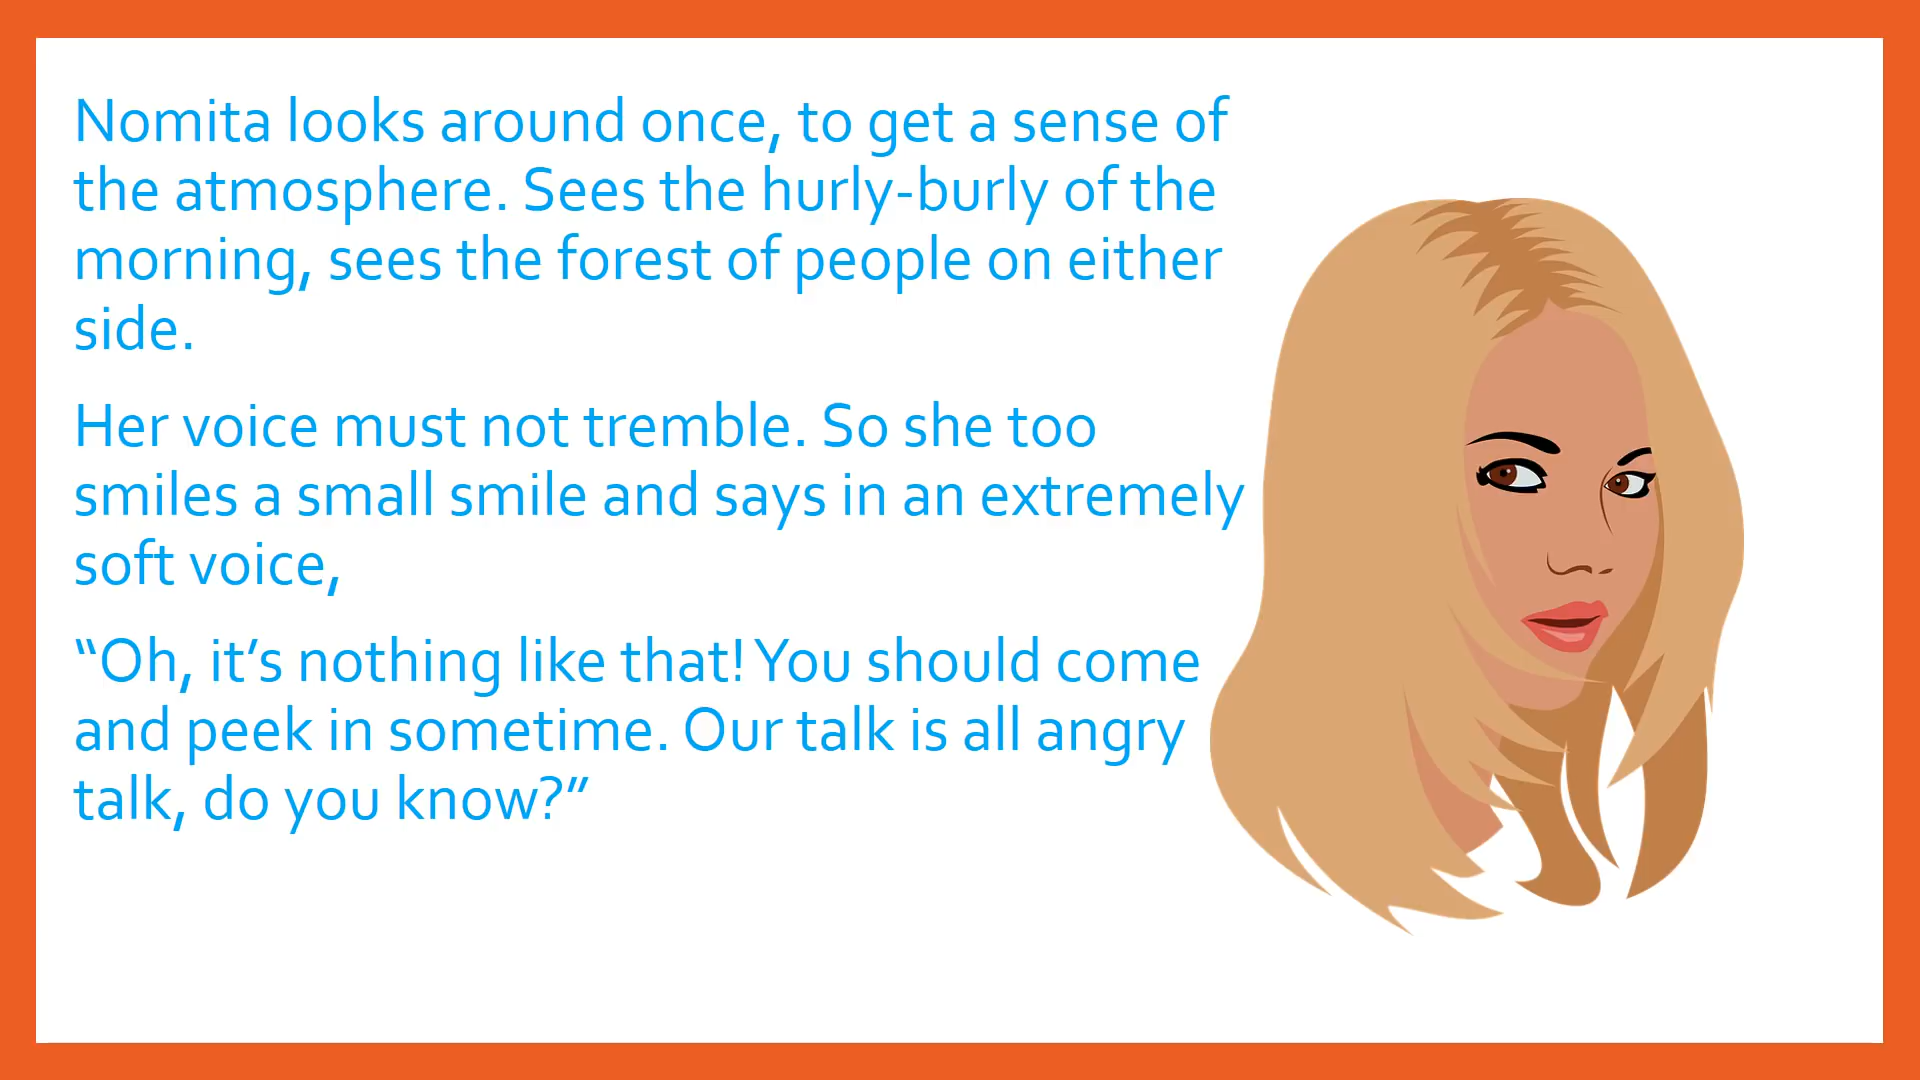 Nomita looks around once, to get a sense of
the atmosphere. Sees the hurly-burly of the
morning, sees the forest of people on either
side.
Her voice must not tremble. So she too
smiles a small smile and says in an extremely
soft voice,
“Oh, it’s nothing like that! You should come
and peek in sometime. Our talk is all angry
talk, do you know?”